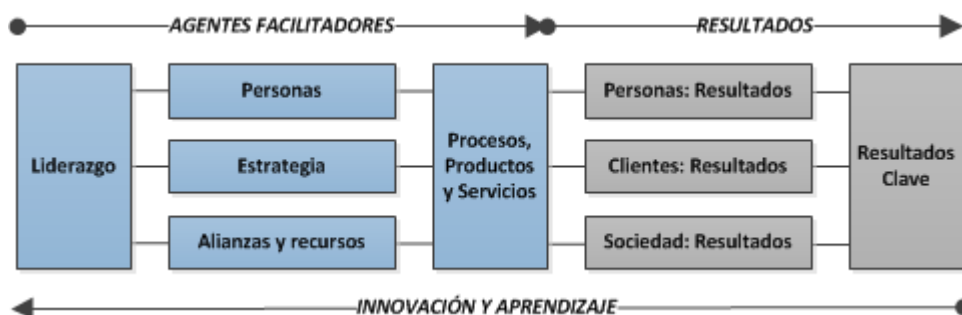 AGENTES FACILITADORES
RESULTADOS
Liderazgo
Personas
Estrategia
Alianzas y recursos
Procesos,
Productos
y Servicios
Personas: Resultados
Clientes: Resultados
Sociedad: Resultados
Resultados
Clave
INNOVACIÓN Y APRENDIZAJE